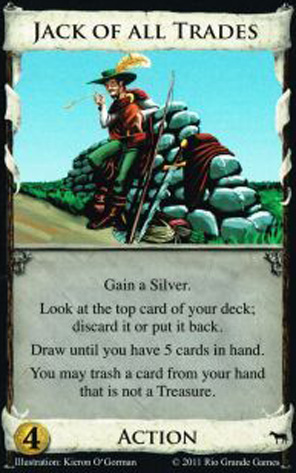 JACK OF ALL TRADES
Gain a Silver.
Look at the top card of your deck;
discard it or put it back.
Draw until you have 5 cards in hand.
You may trash a card from your hand
that is not a Treasure.
4
ACTION
Illustration: Kieron O'Gorman
© 2011 Rio Grande Games